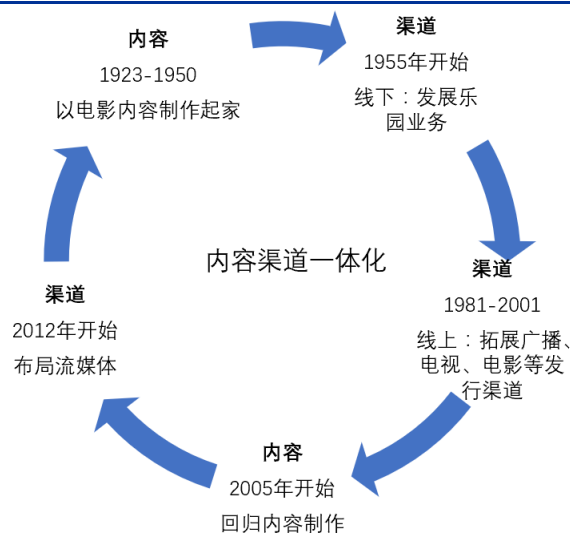 内容
1923-1950
以电影内容制作起家
渠道
1955年开始
线下：发展乐
园业务
渠道
1981-2001
线上：拓展广播、
电视、电影等发
行渠道
内容
2005年开始
回归内容制作
渠道
2012年开始
布局流媒体
内容渠道一体化